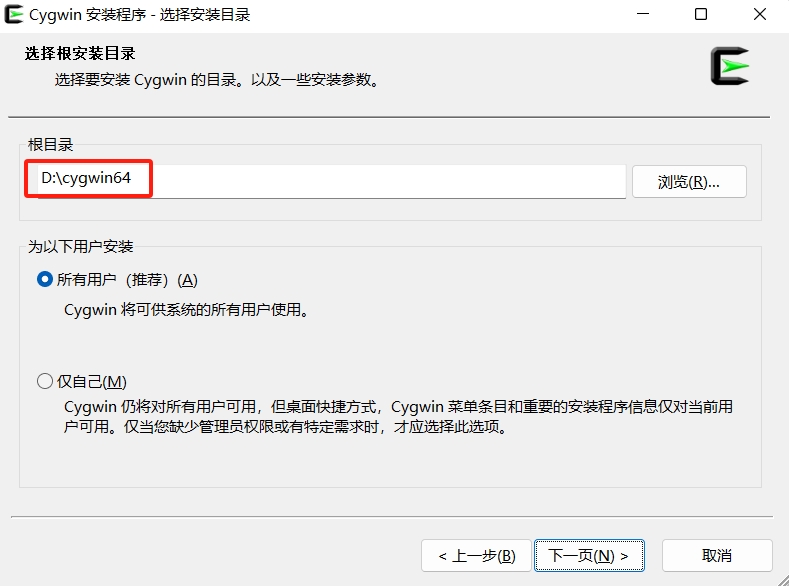 Cygwin 安装程序 - 选择安装目录
选择根安装目录
选择要安装 Cygwin 的目录。以及一些安装参数。
根目录
D:\cygwin64
浏览(R)...
为以下用户安装
所有用户（推荐）(A)
Cygwin 将可供系统的所有用户使用。
仅自己(M)
Cygwin 仍将对所有用户可用，但桌面快捷方式，Cygwin 菜单条目和重要的安装程序信息仅对当前用
户可用。仅当您缺少管理员权限或有特定需求时，才应选择此选项。
< 上一步(B)
下一页(N) >
取消